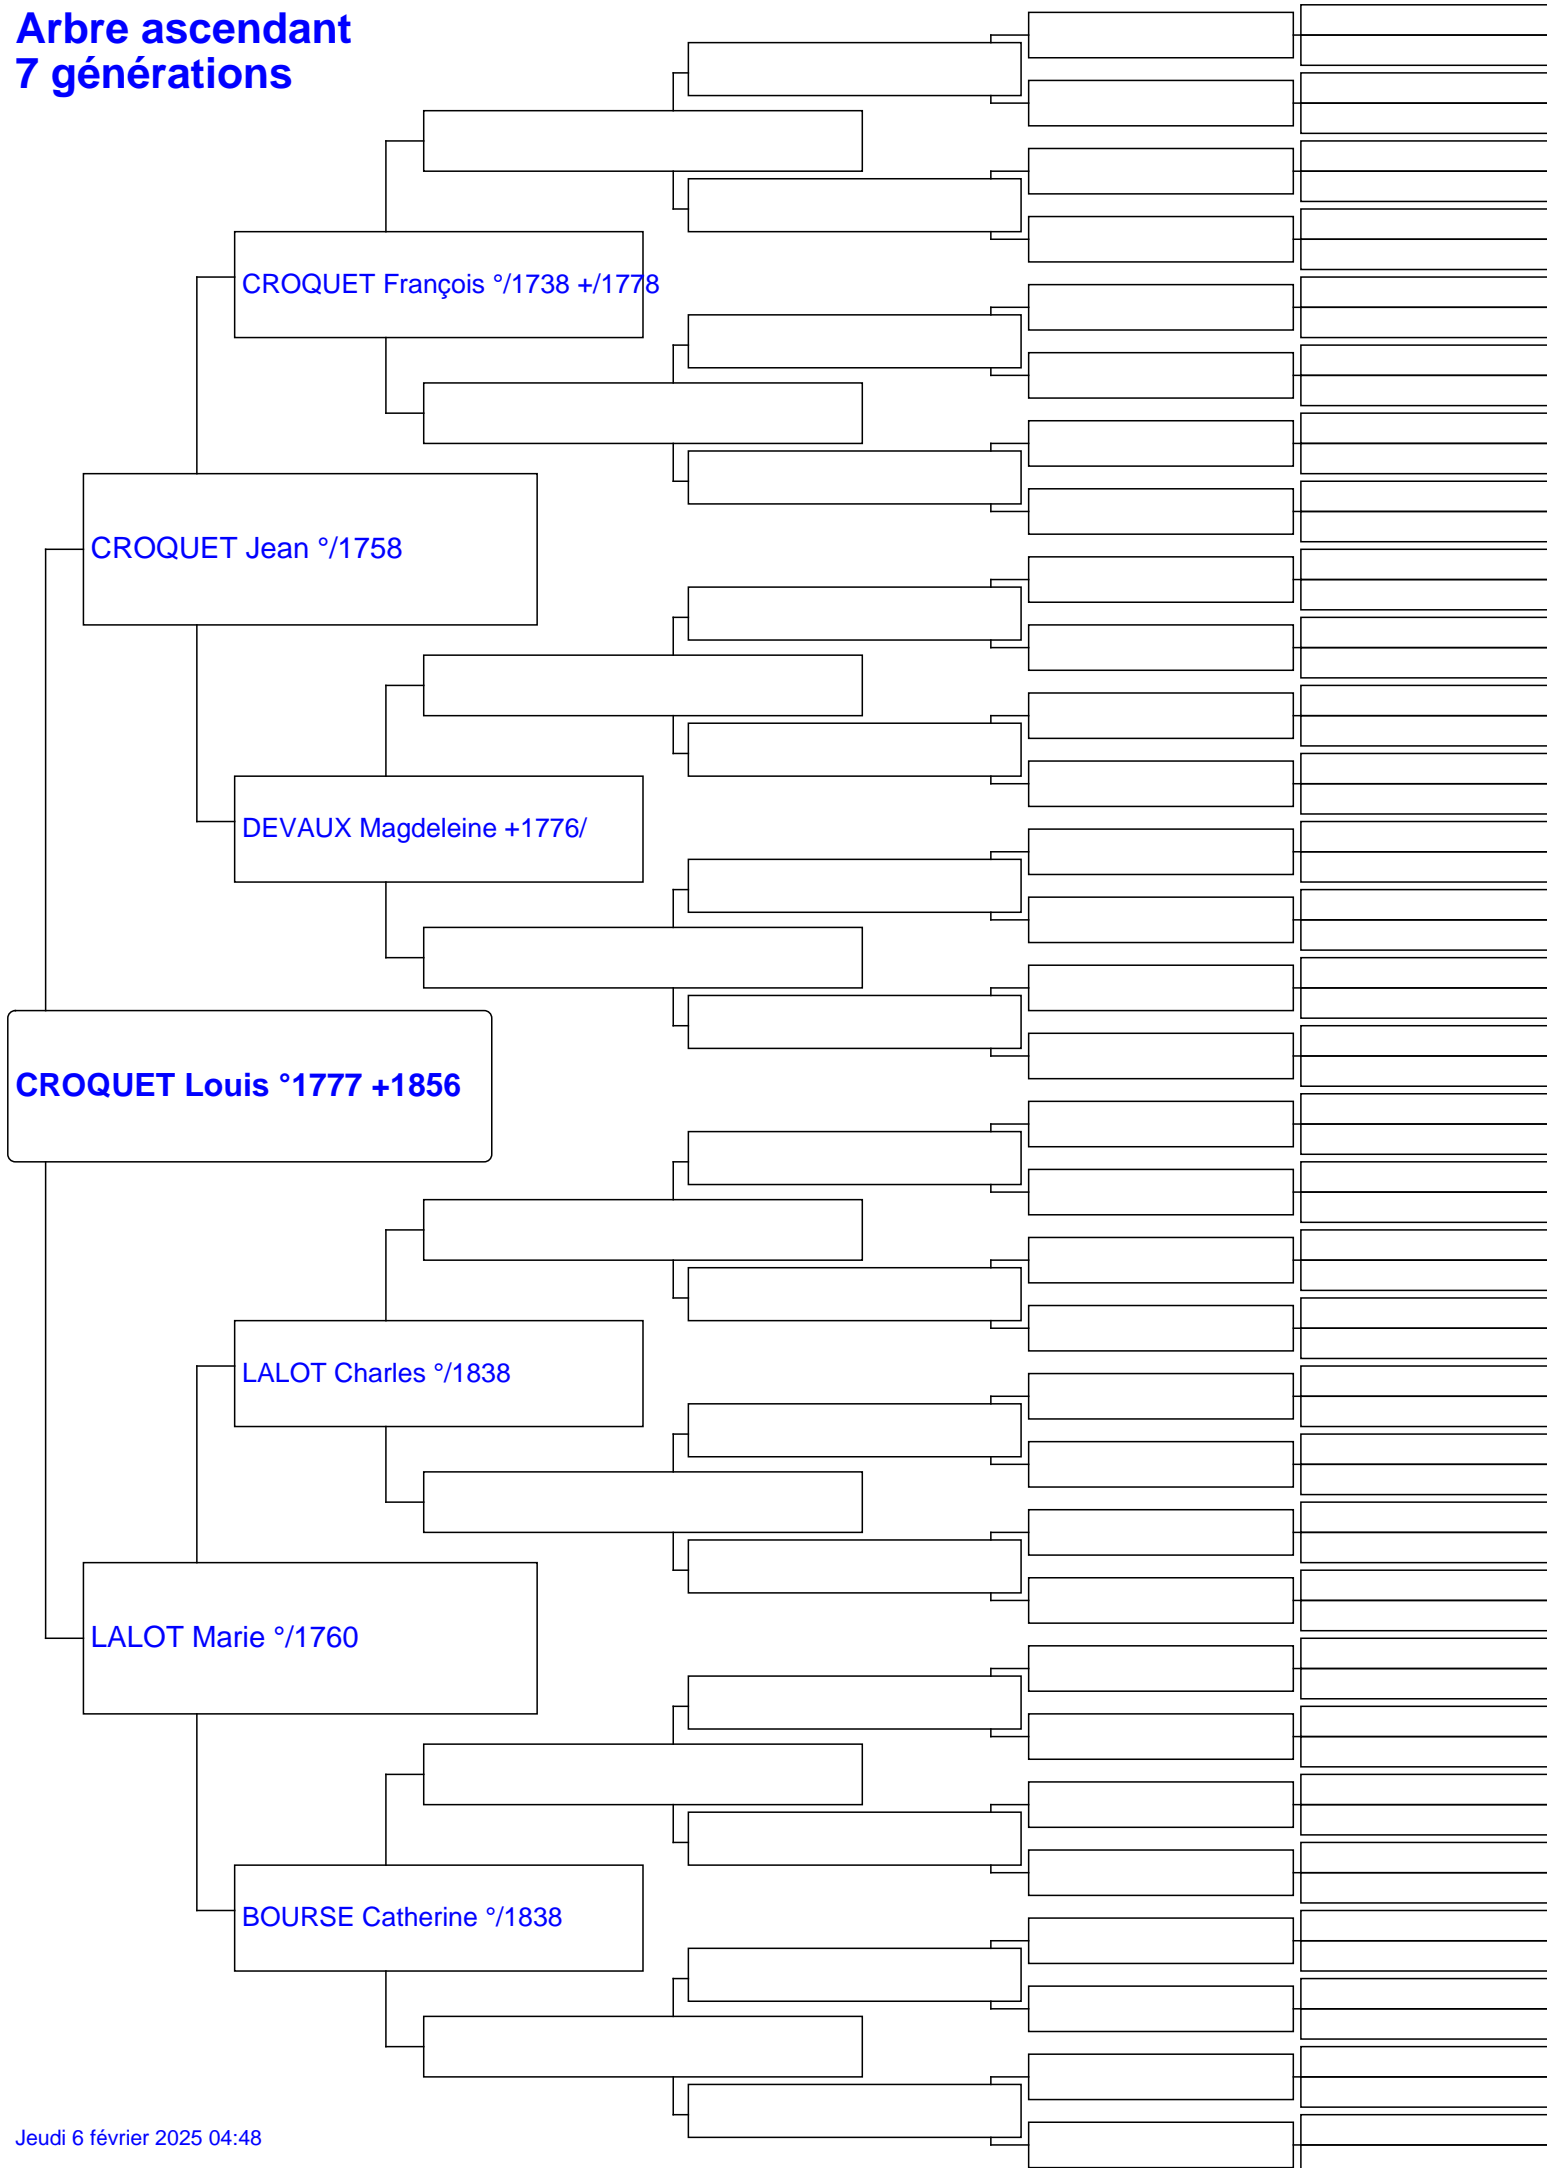 Arbre ascendant
7 générations
CROQUET François °/1738 +/1778
CROQUET Jean °/1758
DEVAUX Magdeleine +1776/
CROQUET Louis °1777 +1856
LALOT Charles °/1838
LALOT Marie °/1760
BOURSE Catherine °/1838
Jeudi 6 février 2025 04:48